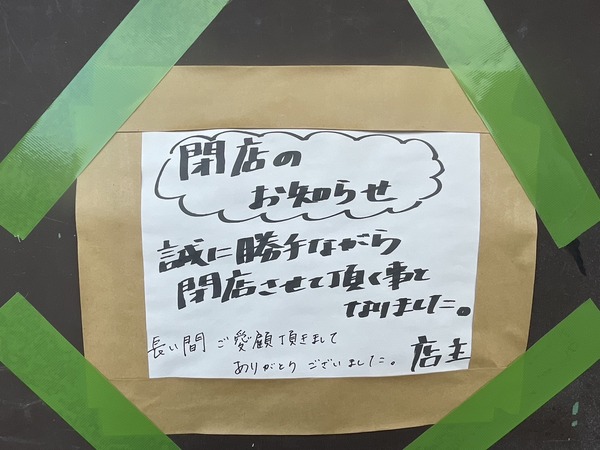 閉店の
お知らせ
誠に勝手ながら
閉店させて頂く事と
なりました。
長い間 ご愛顧頂きまして
ありがとうございました。
店主